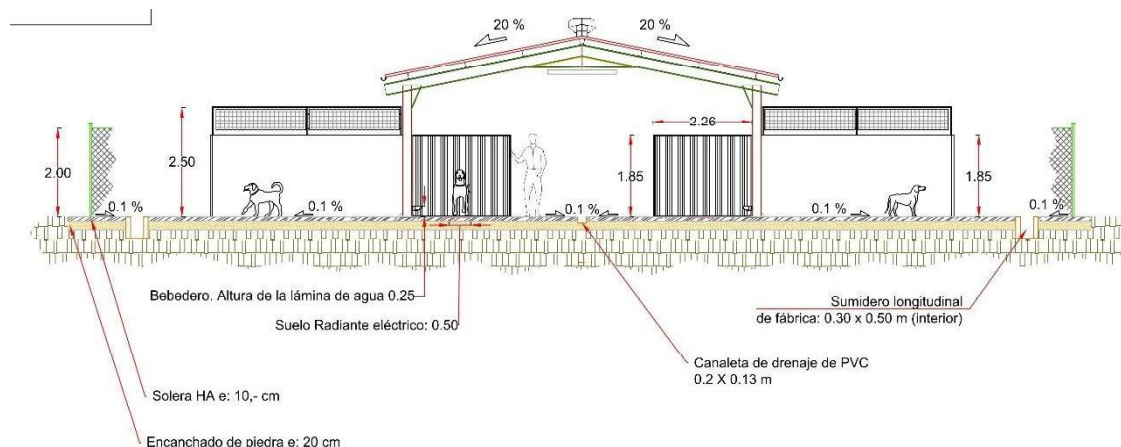 20 %
20 %
2.26
2.50
2.00
1.85
1.85
0.1 %
0.1 %
0.1 %
0.1 %
0.1 %
Bebedero. Altura de la lámina de agua 0.25
Suelo Radiante eléctrico: 0.50
Sumidero longitudinal
de fábrica: 0.30 x 0.50 m (interior)
Canaleta de drenaje de PVC
0.2 X 0.13 m
Solera HA e: 10,- cm
Encanchado de piedra e: 20 cm